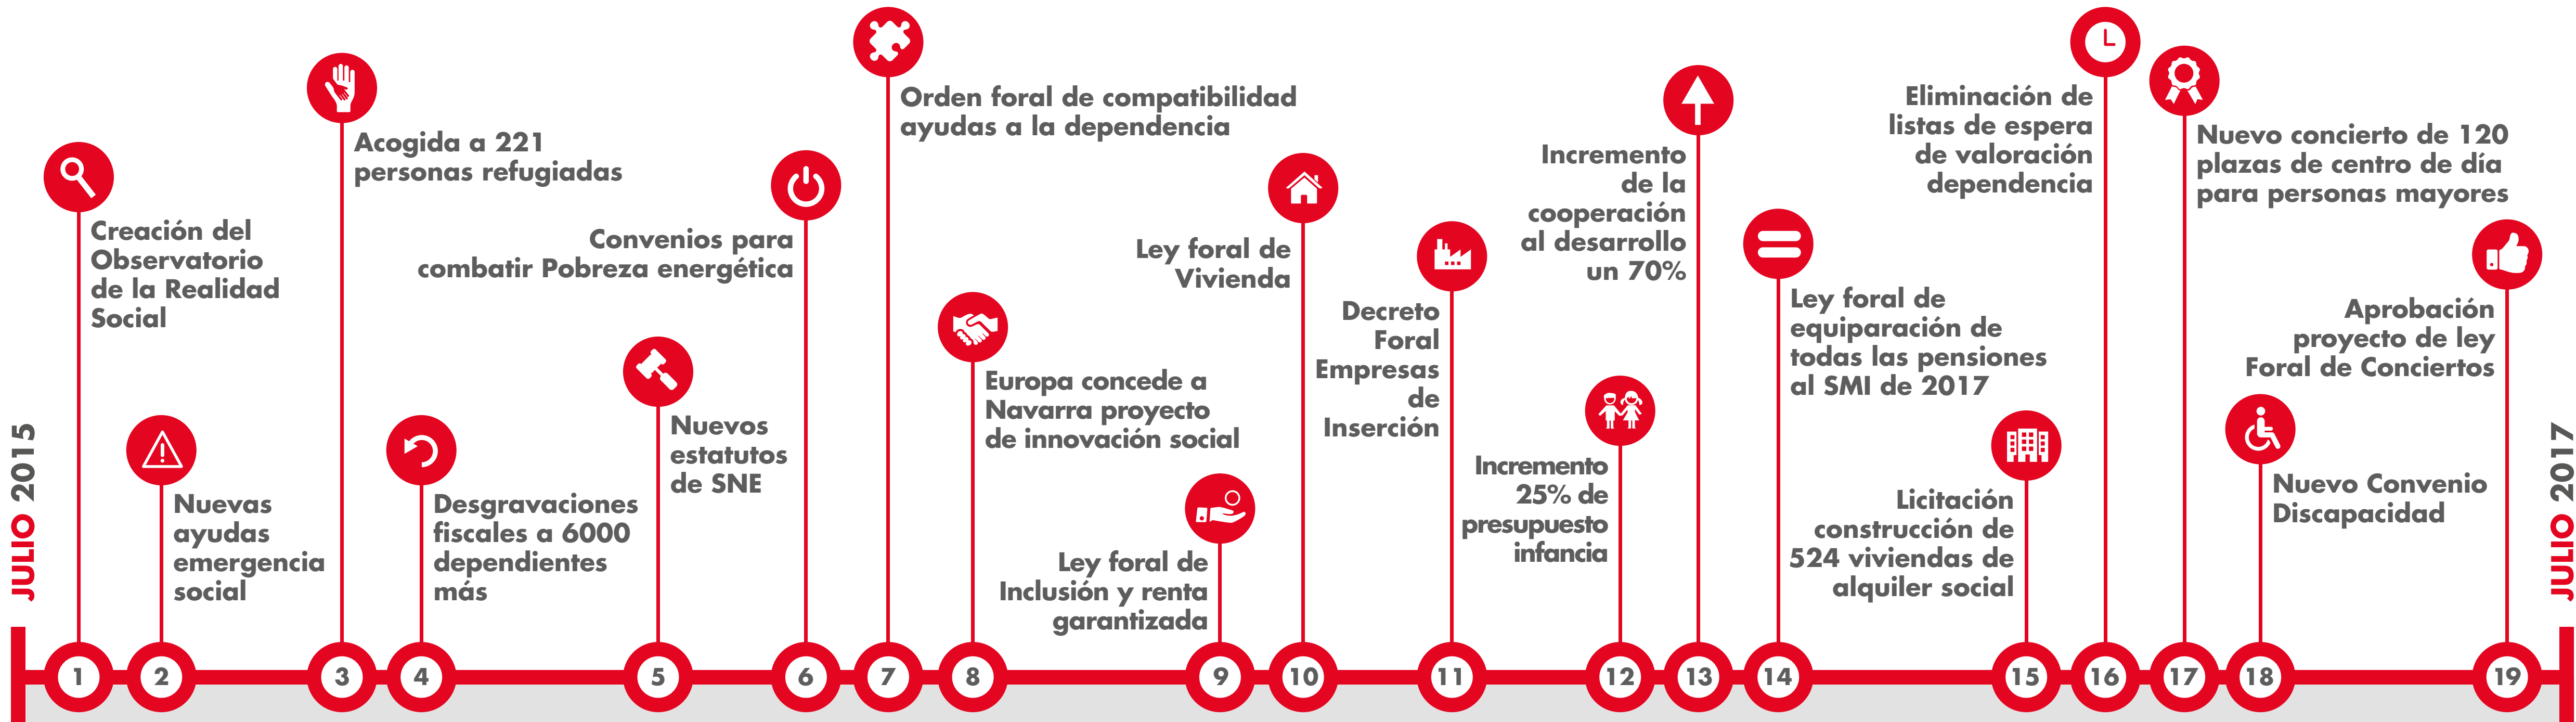 JULIO 2015
Creación del
Observatorio
de la Realidad
Social
Nuevas
ayudas
emergencia
social
Acogida a 221
personas refugiadas
Desgravaciones
fiscales a 6000
dependientes
más
Nuevos
estatutos
de SNE
Convenios para
combatir Pobreza energética
Orden foral de compatibilidad
ayudas a la dependencia
Europa concede a
Navarra proyecto
de innovación social
Ley foral de
Inclusión y renta
garantizada
Ley foral de
Vivienda
Decreto
Foral
Empresas
de
Inserción
Incremento
25% de
presupuesto
infancia
Incremento
de la
cooperación
al desarrollo
un 70%
Ley foral de
equiparación de
todas las pensiones
al SMI de 2017
Licitación
construcción de
524 viviendas de
alquiler social
Eliminación de
listas de espera
de valoración
dependencia
Nuevo concierto de 120
plazas de centro de día
para personas mayores
Nuevo Convenio
Discapacidad
Aprobación
proyecto de ley
Foral de Conciertos
JULIO 2017
1 2 3 4 5 6 7 8 9 10 11 12 13 14 15 16 17 18 19